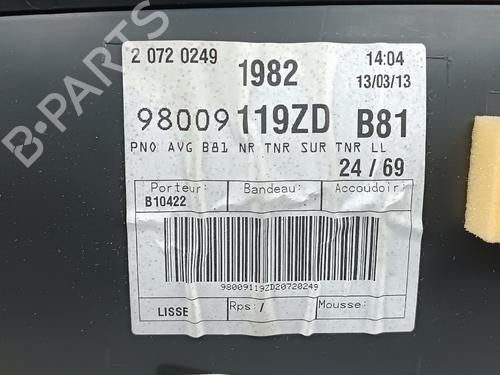 2 072 0249 1982 14:04
13/03/13
98009 119ZD B81
PNO AVG B81 NR TNR SUR TNR LL
24 / 69
Porteur: Bandeau: Accoudoir:
B10422
98009119ZD20720249
LISSE Rps: / Mousse:
B-PARTS